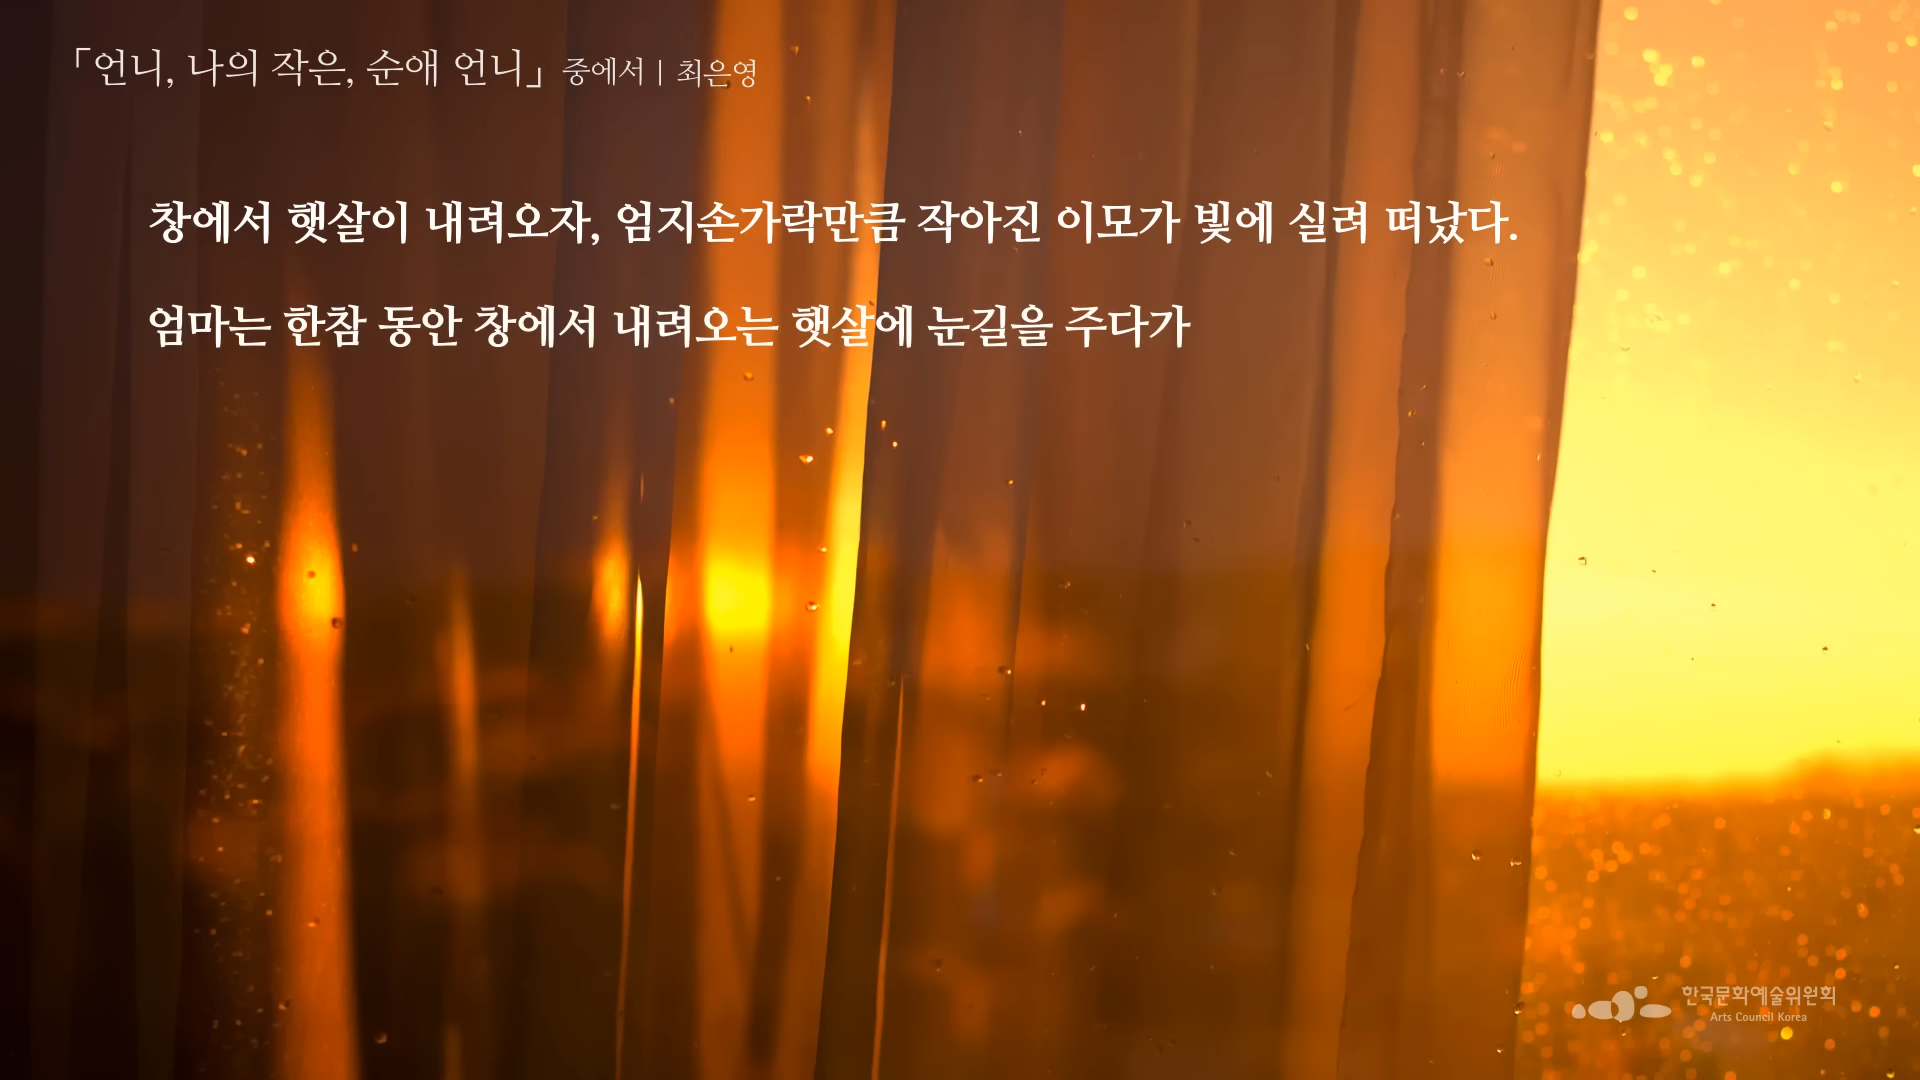 「언니, 나의 작은, 순애 언니」 중에서 | 최은영
창에서 햇살이 내려오자, 엄지손가락만큼 작아진 이모가 빛에 실려 떠났다.
엄마는 한참 동안 창에서 내려오는 햇살에 눈길을 주다가
한국문화예술위원회
Arts Council Korea